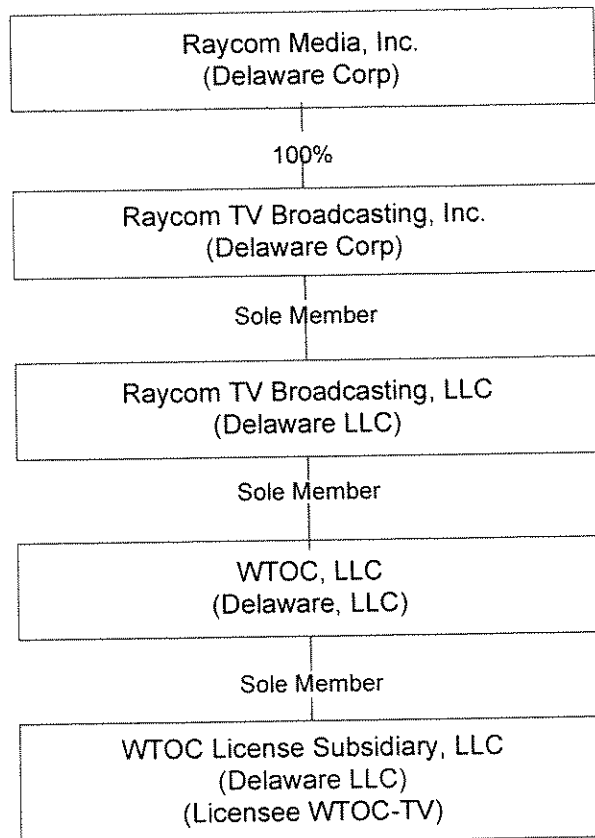 Raycom Media, Inc.
(Delaware Corp)
100%
Raycom TV Broadcasting, Inc.
(Delaware Corp)
Sole Member
Raycom TV Broadcasting, LLC
(Delaware LLC)
Sole Member
WTOC, LLC
(Delaware, LLC)
Sole Member
WTOC License Subsidiary, LLC
(Delaware LLC)
(Licensee WTOC-TV)